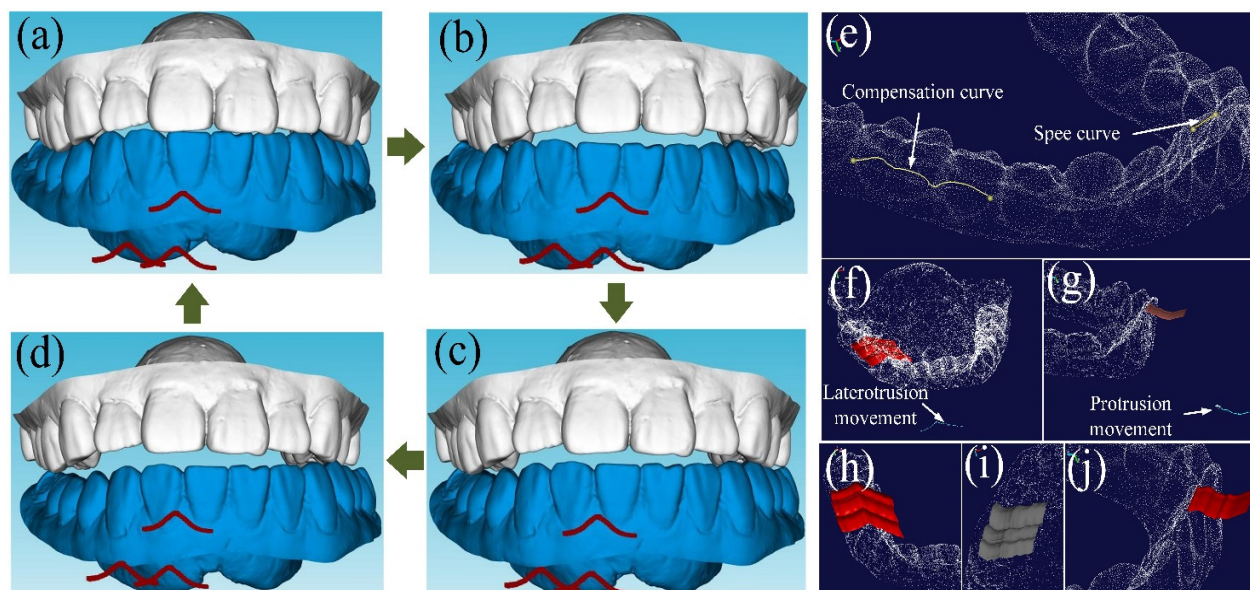 (a)
(b)
(e)
Compensation curve
Spee curve
(d)
(c)
(f)
Laterotrusion
movement
(g)
Protrusion
movement
(h)
(i)
(j)